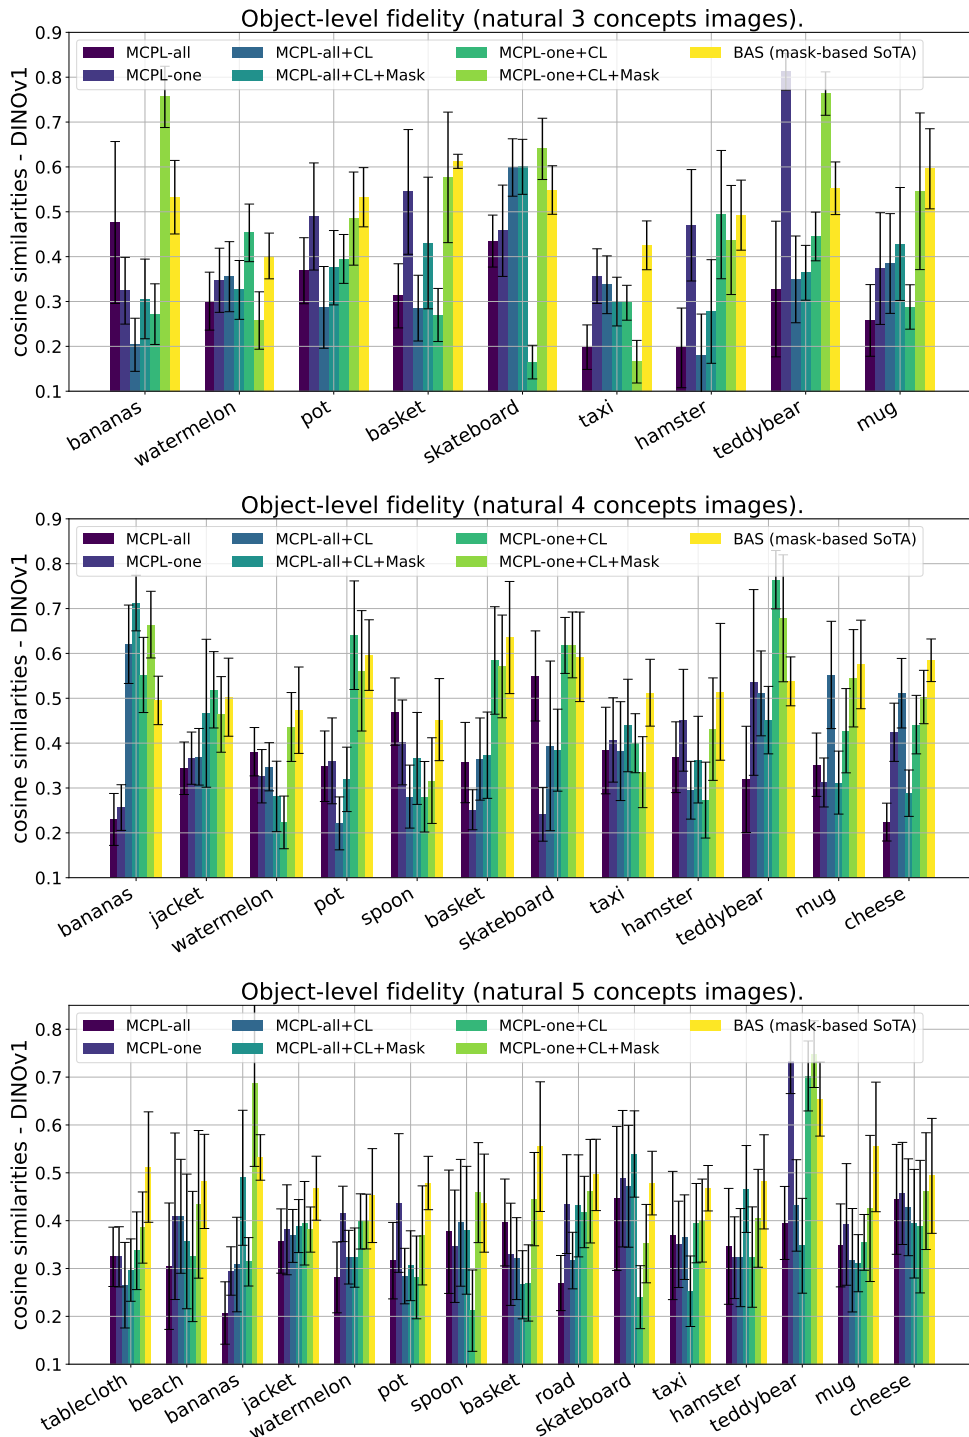 Object-level fidelity (natural 3 concepts images).
cosine similarities - DINOv1
0.9
0.8
0.7
0.6
0.5
0.4
0.3
0.2
0.1
MCPL-all
MCPL-one
MCPL-all+CL
MCPL-all+CL+Mask
MCPL-one+CL
MCPL-one+CL+Mask
BAS (mask-based SoTA)
bananas
watermelon
pot
basket
skateboard
taxi
hamster
teddybear
mug
Object-level fidelity (natural 4 concepts images).
cosine similarities - DINOv1
0.9
0.8
0.7
0.6
0.5
0.4
0.3
0.2
0.1
MCPL-all
MCPL-one
MCPL-all+CL
MCPL-all+CL+Mask
MCPL-one+CL
MCPL-one+CL+Mask
BAS (mask-based SoTA)
bananas
jacket
watermelon
pot
spoon
basket
skateboard
taxi
hamster
teddybear
mug
cheese
Object-level fidelity (natural 5 concepts images).
cosine similarities - DINOv1
0.8
0.7
0.6
0.5
0.4
0.3
0.2
0.1
MCPL-all
MCPL-one
MCPL-all+CL
MCPL-all+CL+Mask
MCPL-one+CL
MCPL-one+CL+Mask
BAS (mask-based SoTA)
tablecloth
beach
bananas
jacket
watermelon
pot
spoon
basket
road
skateboard
taxi
hamster
teddybear
mug
cheese